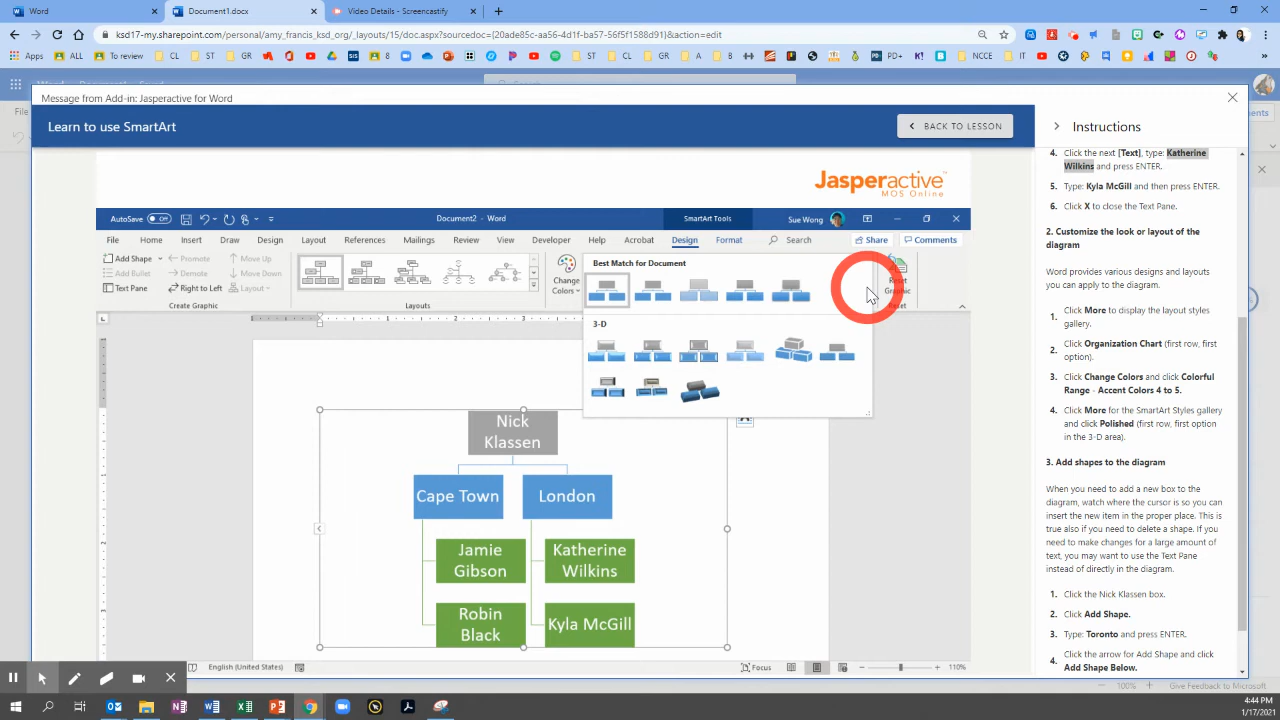 Word
Document1.docx
Video Details - Screencastify
ksd17-my.sharepoint.com/personal/amy_francis_ksd_org/_layouts/15/doc.aspx?sourcedoc={20ade85c-aa56-4d1f-ba57-56f5f1588d91}&action=edit
Apps
ALL
To review
CL
ST
GR
SIS
8
CL
ST
GR
A
B
PD+
NCCE
IT
Message from Add-in: Jasperactive for Word
Learn to use SmartArt
BACK TO LESSON
Instructions
Jasperactive
MOS Online
AutoSave Off
Document2 - Word
SmartArt Tools
Sue Wong
File Home Insert Draw Design Layout References Mailings Review View Developer Help Acrobat Design Format Search Share Comments
Add Shape
Add Bullet
Text Pane
Promote
Demote
Right to Left
Move Up
Move Down
Layout
Create Graphic
Layouts
Change
Colors
Best Match for Document
3-D
Reset
Graphic
Reset
1 2 3
Nick
Klassen
Cape Town
London
Jamie
Gibson
Katherine
Wilkins
Robin
Black
Kyla McGill
English (United States)
Focus
110%
4. Click the next [Text], type: Katherine
Wilkins and press ENTER.
5. Type: Kyla McGill and then press ENTER.
6. Click X to close the Text Pane.
2. Customize the look or layout of the
diagram
Word provides various designs and layouts
you can apply to the diagram.
1. Click More to display the layout styles
gallery.
2. Click Organization Chart (first row, first
option).
3. Click Change Colors and Colorful
Range - Accent Colors 4 to 5.
4. Click More for the SmartArt Styles gallery
and click Polished (first row, first option
in the 3-D area).
3. Add shapes to the diagram
When you need to add a new box to the
diagram, watch where the cursor is so you can
insert the new item in the proper place. This is
true also if you need to delete a shape. If you
need to make changes for a large amount of
text, you may want to use the Text Pane
instead of directly in the diagram.
1. Click the Nick Klassen box.
2. Click Add Shape.
3. Type: Toronto and press ENTER.
4. Click the arrow for Add Shape and click
Add Shape Below.
100%
Give Feedback to Microsoft
4:44 PM
1/17/2021